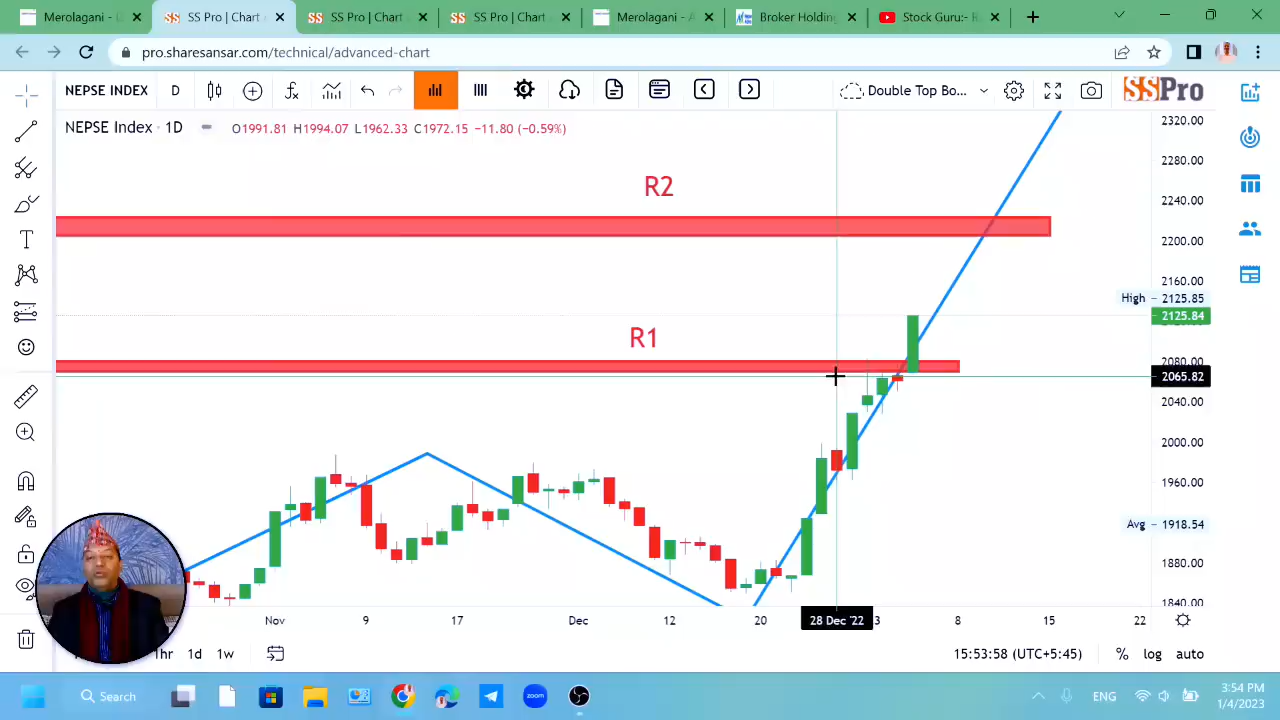 Merolagani - L
SS Pro | Chart
SS Pro | Chart
SS Pro | Chart
Merolagani - A
Broker Holding
Stock Guru:- R
pro.sharesansar.com/technical/advanced-chart
NEPSE INDEX D
Double Top Bo...
SSPro
NEPSE Index · 1D O1991.81 H1994.07 L1962.33 C1972.15 −11.80 (−0.59%)
2320.00
2280.00
R2
2240.00
2200.00
2160.00
High 2125.85
2125.84
R1
2080.00
2065.82
2040.00
2000.00
1960.00
Avg 1918.54
1880.00
1840.00
Nov 9 17 Dec 12 20 28 Dec '22 3 8 15 22
1hr 1d 1w
15:53:58 (UTC+5:45) % log auto
Search
zoom
ENG
3:54 PM
1/4/2023